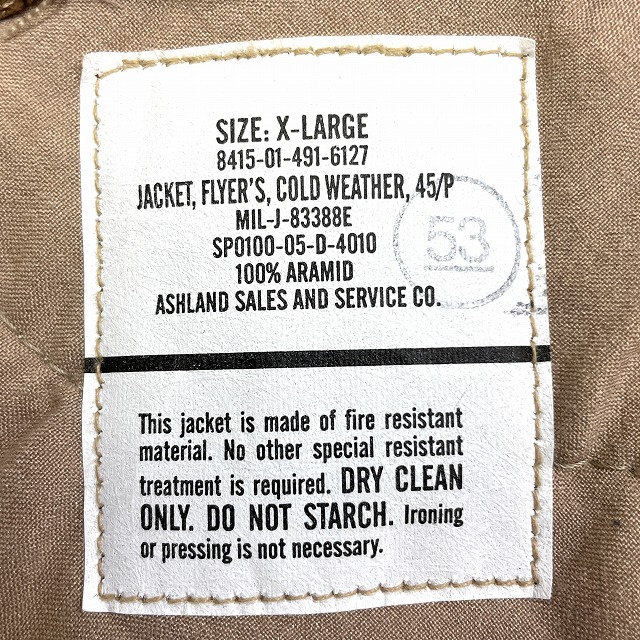 SIZE: X-LARGE
8415-01-491-6127
JACKET, FLYER'S, COLD WEATHER, 45/P
MIL-J-83388E
SP0100-05-D-4010
100% ARAMID
ASHLAND SALES AND SERVICE CO.
53
This jacket is made of fire resistant
material. No other special resistant
treatment is required. DRY CLEAN
ONLY. DO NOT STARCH. Ironing
or pressing is not necessary.